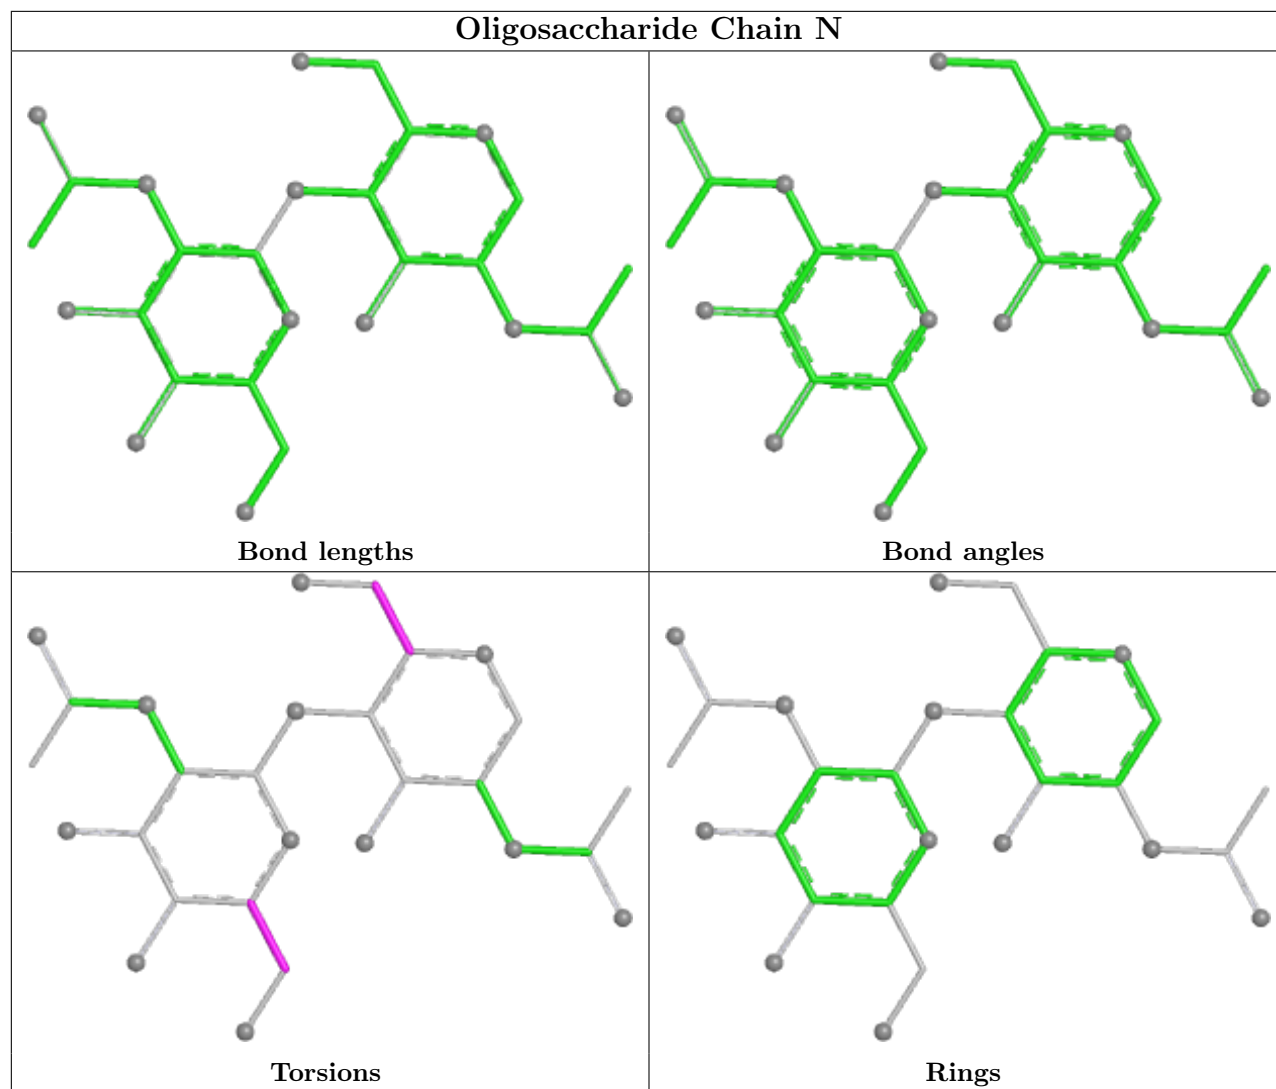 Oligosaccharide Chain N
Bond lengths
Bond angles
Torsions
Rings